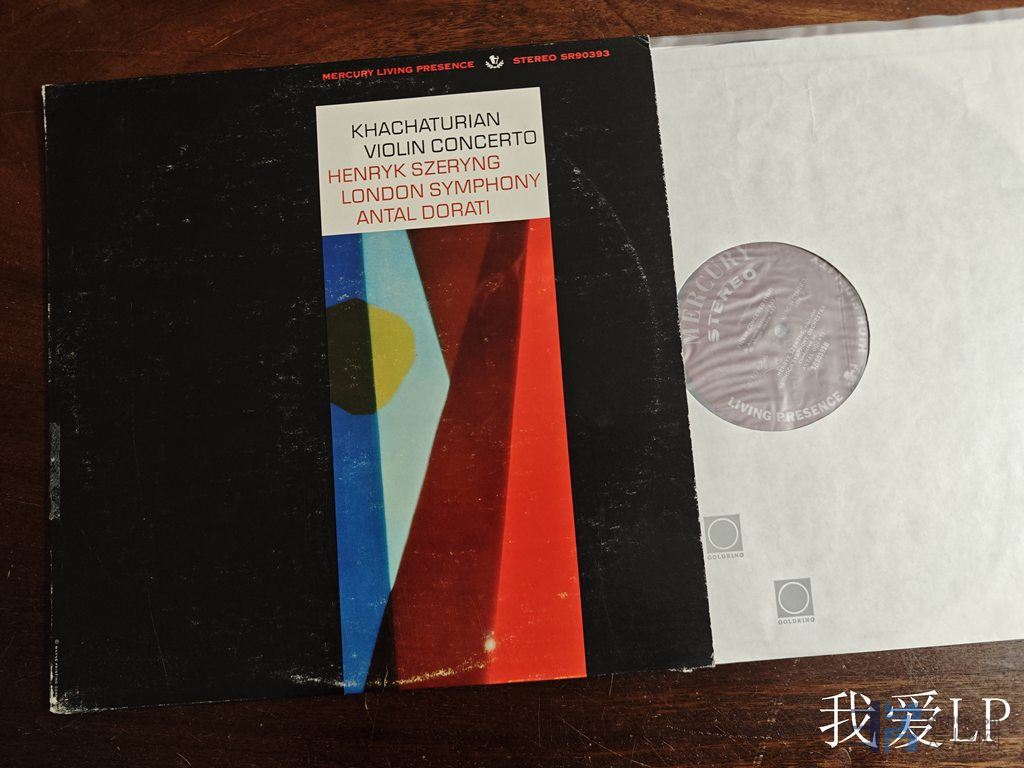 MERCURY LIVING PRESENCE STEREO SR90393
KHACHATURIAN
VIOLIN CONCERTO
HENRYK SZERYNG
LONDON SYMPHONY
ANTAL DORATI
MERCURY
STEREO
LIVING PRESENCE
GOLDRING
GOLDRING
我爱LP